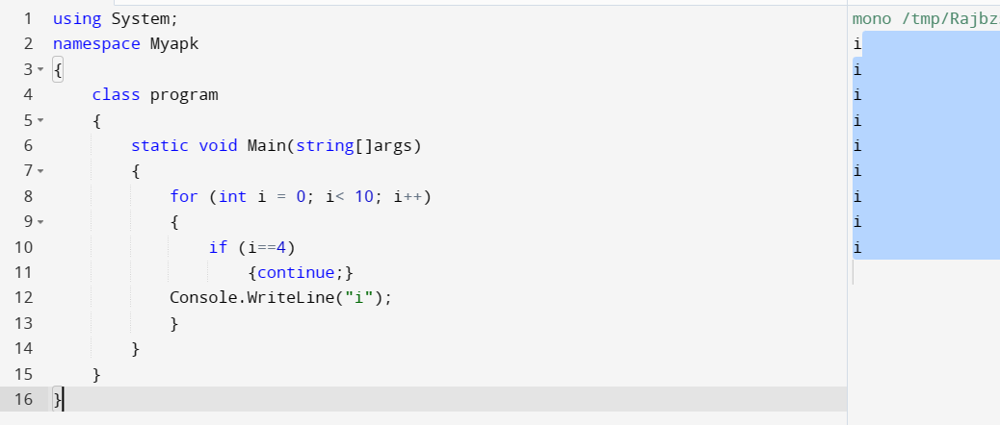 1 using System;
2 namespace Myapk
3 {
4 class program
5 {
6 static void Main(string[]args)
7 {
8 for (int i = 0; i< 10; i++)
9 {
10 if (i==4)
11 {continue;}
12 Console.WriteLine("i");
13 }
14 }
15 }
16 }
mono /tmp/Rajbz
i
i
i
i
i
i
i
i
i